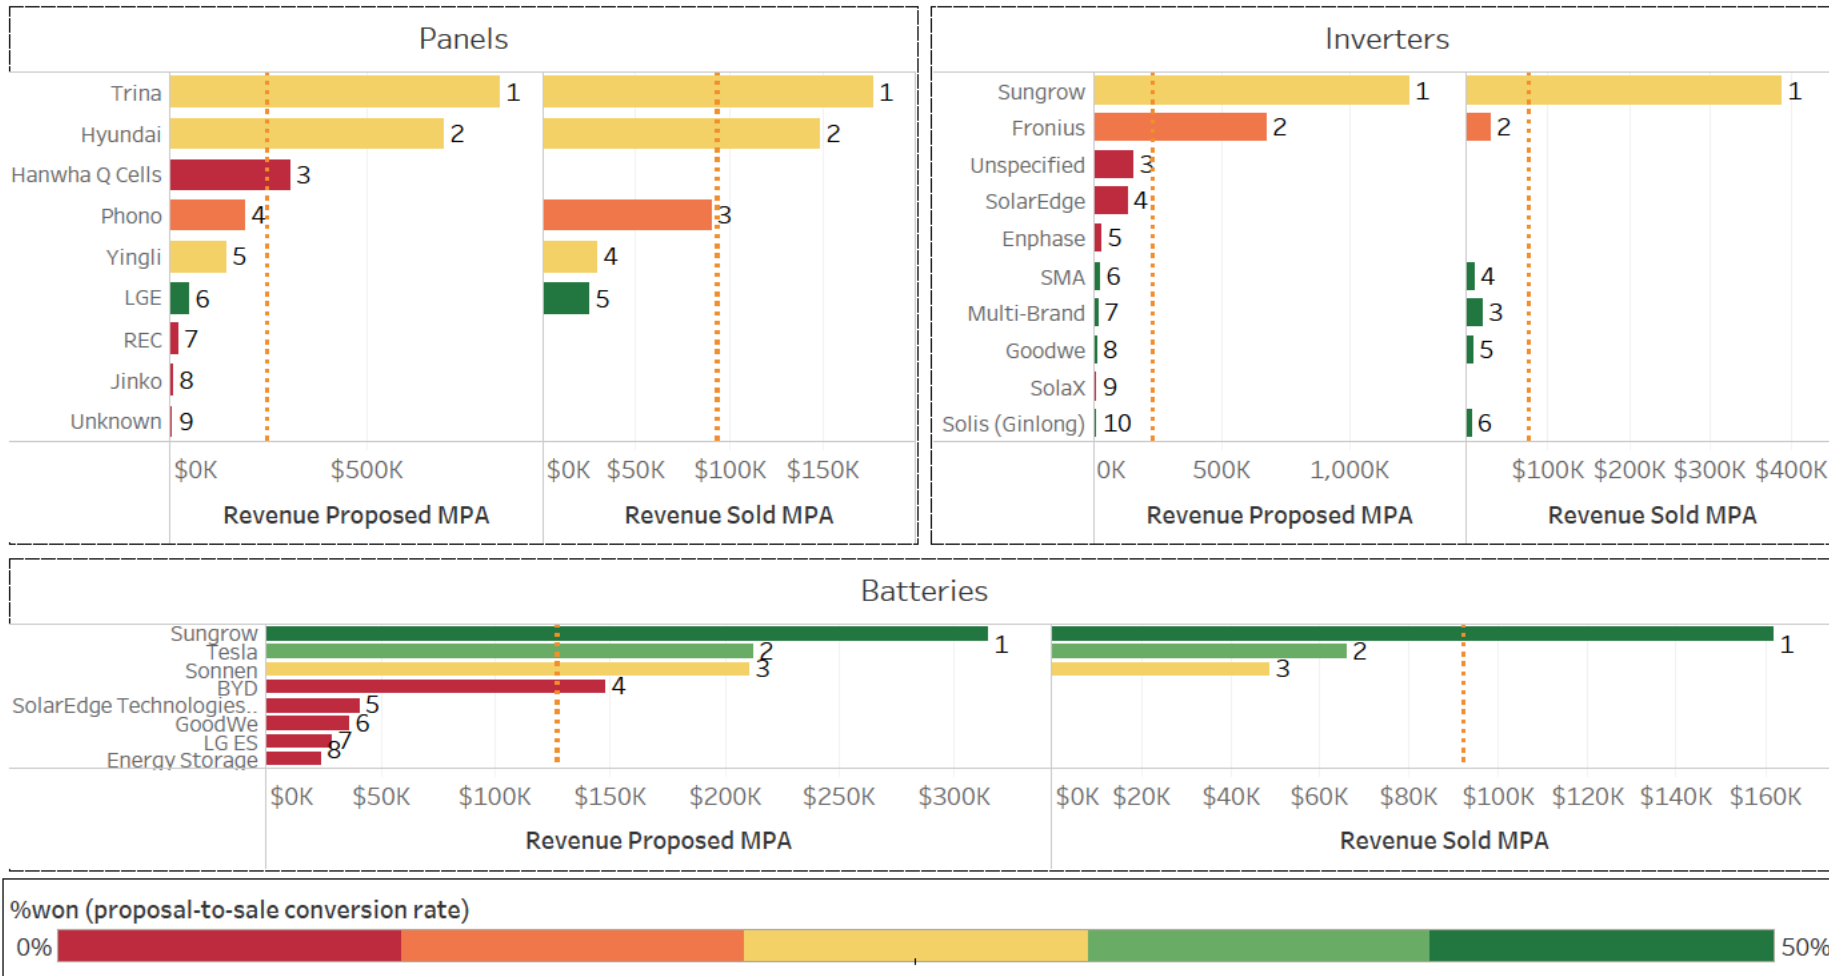 Panels
Trina 1 1
Hyundai 2 2
Hanwha Q Cells 3
Phono 4 3
Yingli 5 4
LGE 6 5
REC 7
Jinko 8
Unknown 9
$0K $500K $0K $50K $100K $150K
Revenue Proposed MPA Revenue Sold MPA
Inverters
Sungrow 1 1
Fronius 2 2
Unspecified 3
SolarEdge 4
Enphase 5
SMA 6 4
Multi-Brand 7 3
Goodwe 8 5
SolaX 9
Solis (Ginlong) 10 6
0K 500K 1,000K $100K $200K $300K $400K
Revenue Proposed MPA Revenue Sold MPA
Batteries
Sungrow 1 1
Tesla 2 2
Sonnen 3 3
BYD 4
SolarEdge Technologies.. 5
GoodWe 6
LG ES 7
Energy Storage 8
$0K $50K $100K $150K $200K $250K $300K $0K $20K $40K $60K $80K $100K $120K $140K $160K
Revenue Proposed MPA Revenue Sold MPA
%won (proposal-to-sale conversion rate)
0% 50%